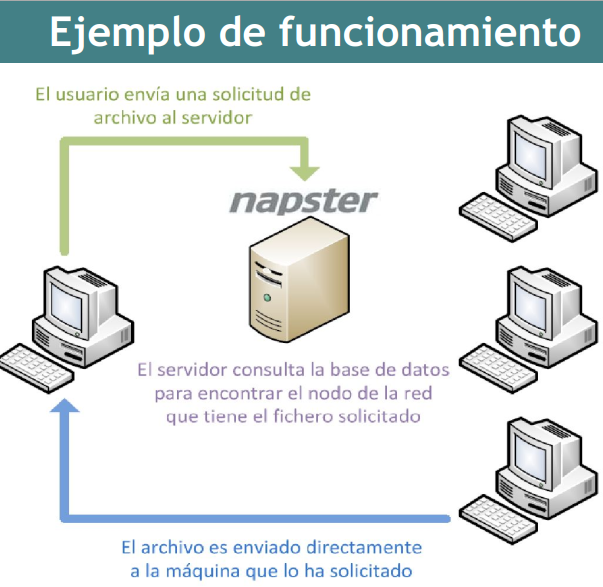 Ejemplo de funcionamiento
El usuario envía una solicitud de
archivo al servidor
napster
El servidor consulta la base de datos
para encontrar el nodo de la red
que tiene el fichero solicitado
El archivo es enviado directamente
a la máquina que lo ha solicitado